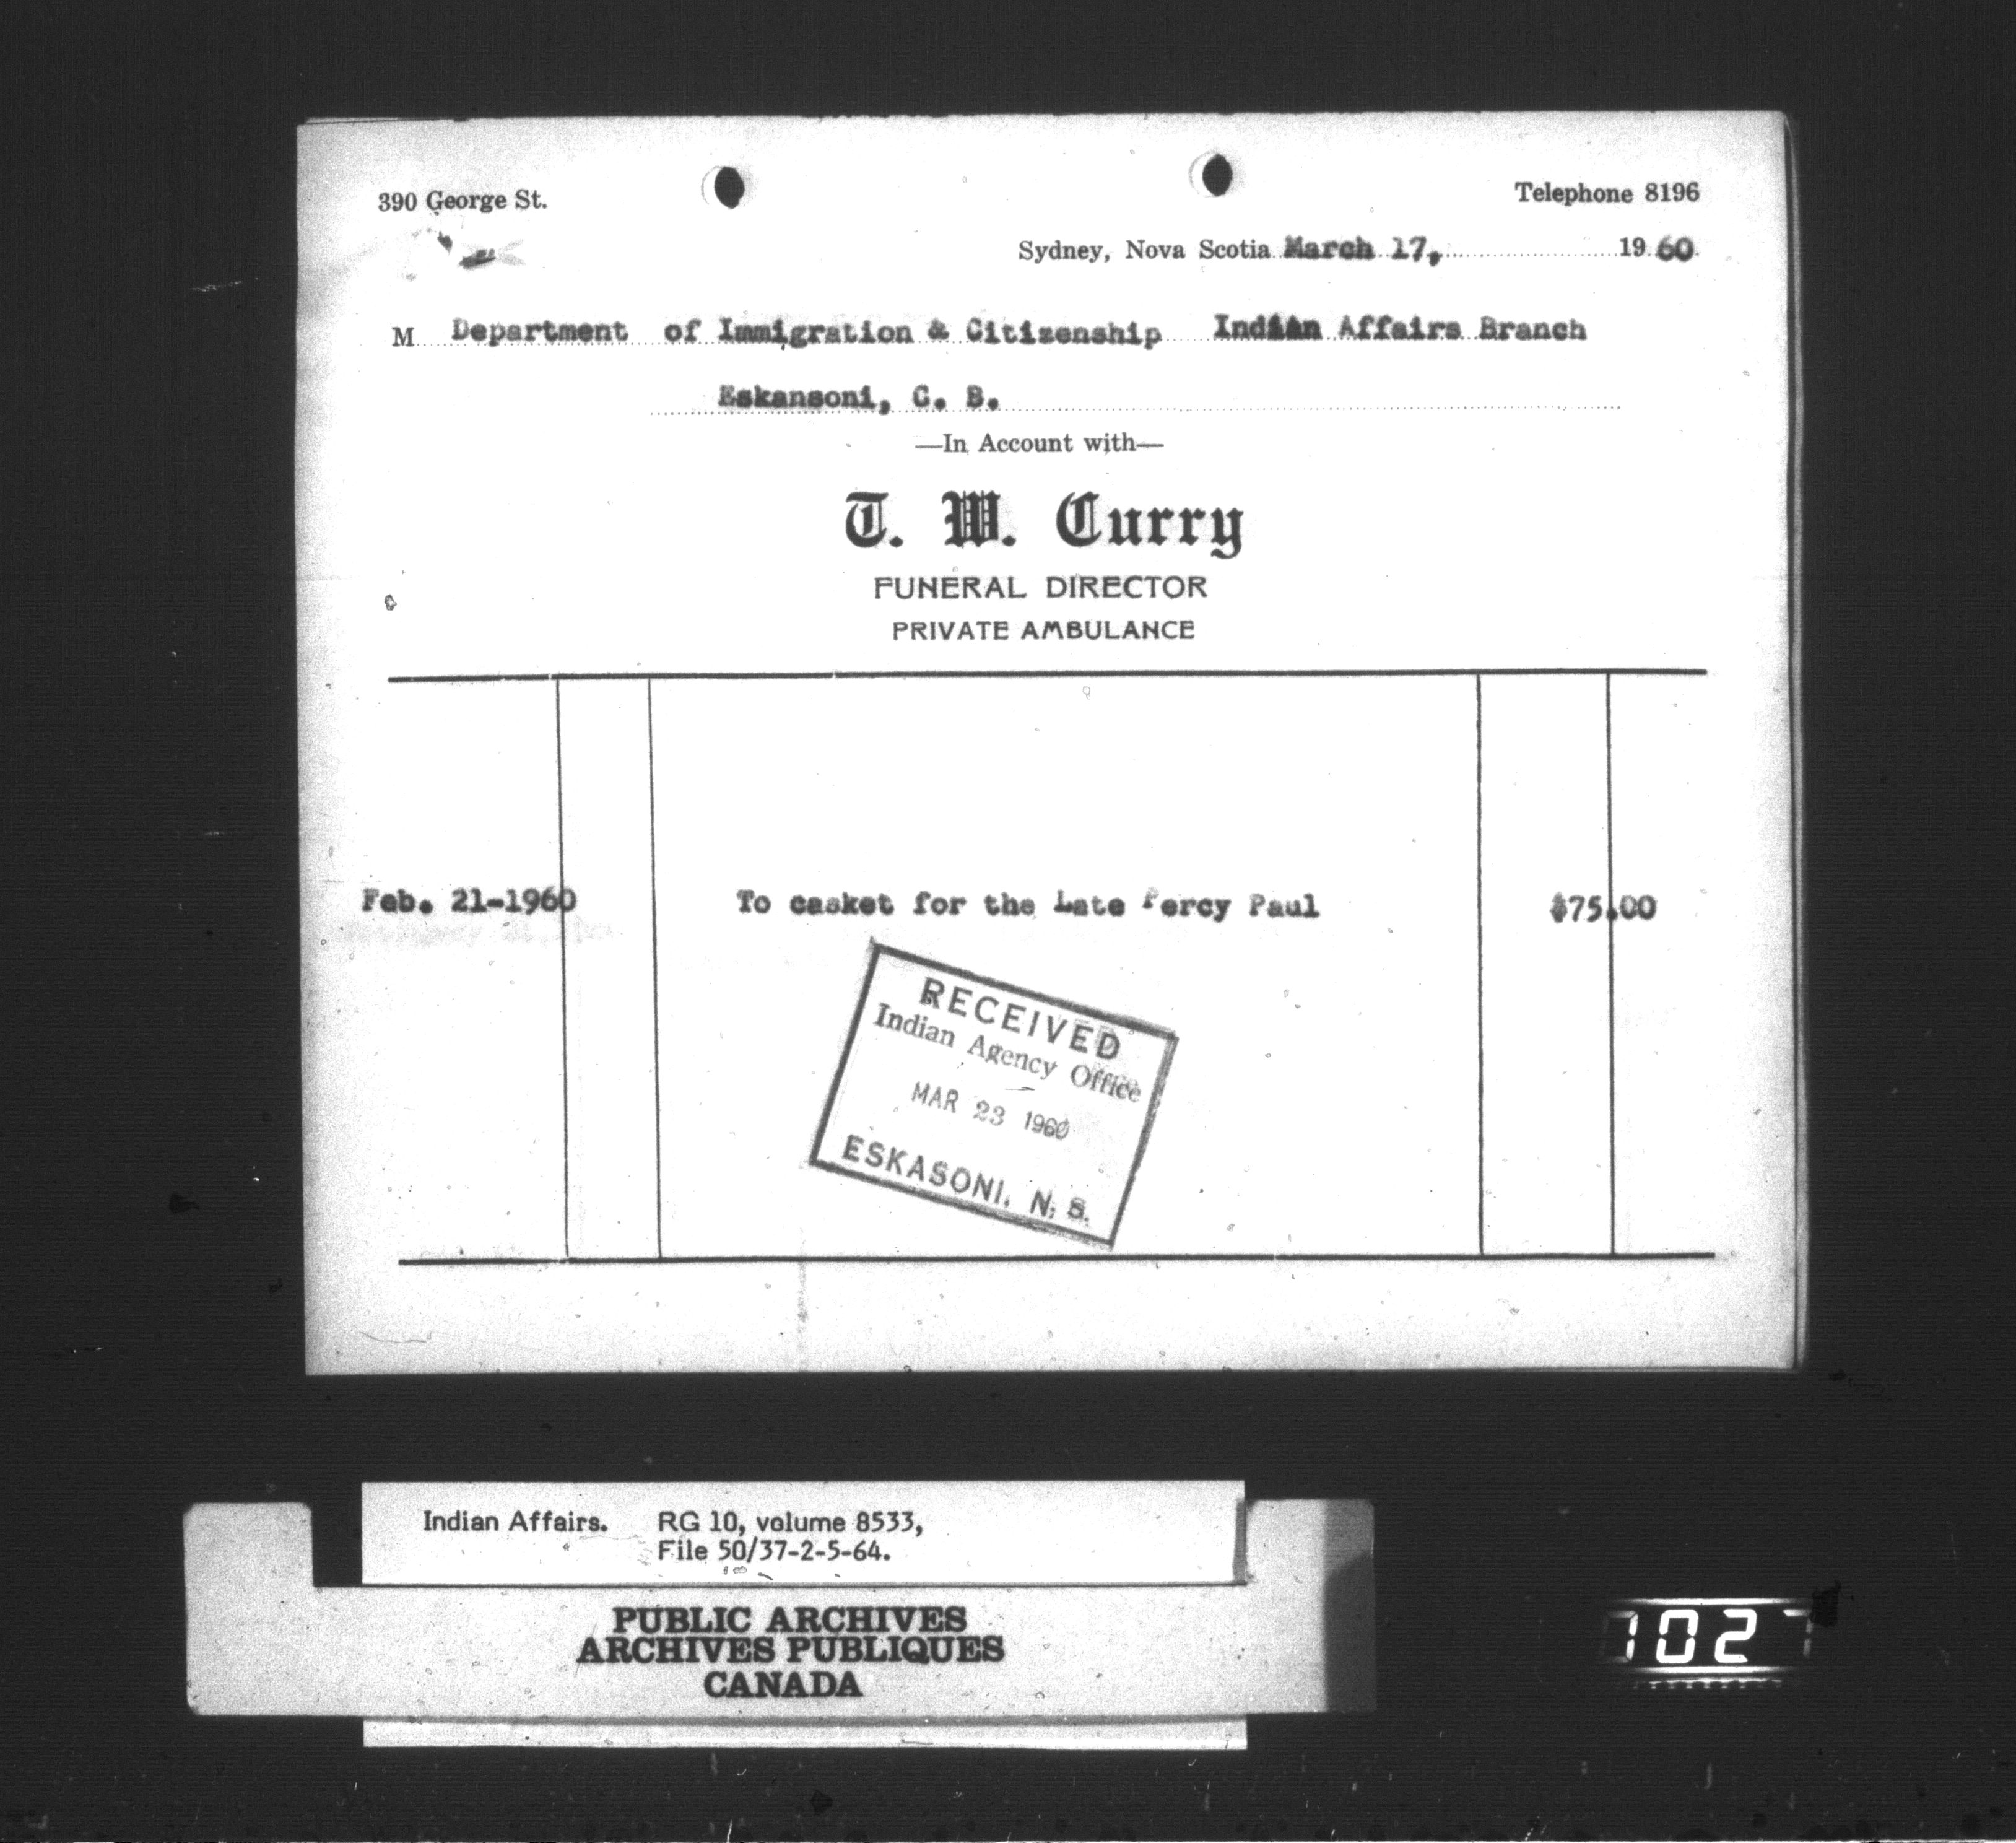 390 George St.
Telephone 8196
Sydney, Nova Scotia March 17, 1960
M Department of Immigration & Citizenship Indian Affairs Branch
Eskansoni, C. B.
—In Account with—
T. W. Curry
FUNERAL DIRECTOR
PRIVATE AMBULANCE
Feb. 21-1960 To casket for the Late Percy Paul $75.00
RECEIVED
Indian Agency Office
MAR 23 1960
ESKASONI, N. S.
Indian Affairs. RG 10, volume 8533,
File 50/37-2-5-64.
PUBLIC ARCHIVES
ARCHIVES PUBLIQUES
CANADA
1027